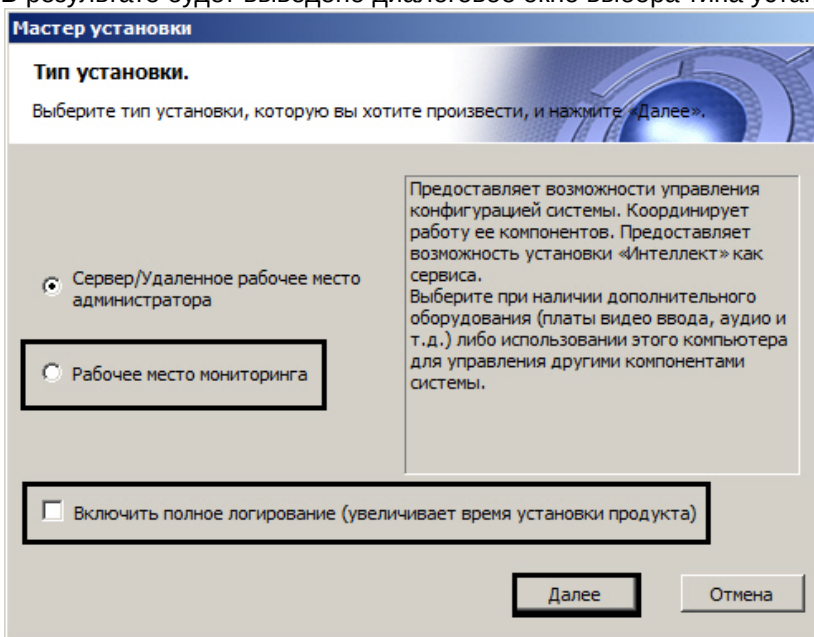 В результате будет выведено диалоговое окно выбора типа уста
Мастер установки
Тип установки.
Выберите тип установки, которую вы хотите произвести, и нажмите «Далее».
Предоставляет возможности управления
конфигурацией системы. Координирует
работу ее компонентов. Предоставляет
возможность установки «Интеллект» как
сервиса.
Выберите при наличии дополнительного
оборудования (платы видео ввода, аудио и
т.д.) либо использовании этого компьютера
для управления другими компонентами
системы.
Сервер/Удаленное рабочее место
администратора
Рабочее место мониторинга
Включить полное логирование (увеличивает время установки продукта)
Далее
Отмена